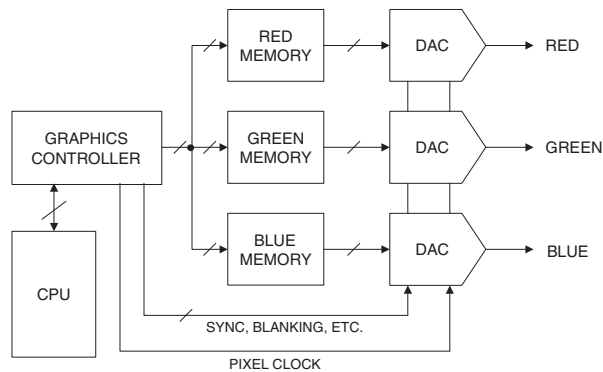 RED
MEMORY
DAC
RED
GRAPHICS
CONTROLLER
GREEN
MEMORY
DAC
GREEN
BLUE
MEMORY
DAC
BLUE
CPU
SYNC, BLANKING, ETC.
PIXEL CLOCK